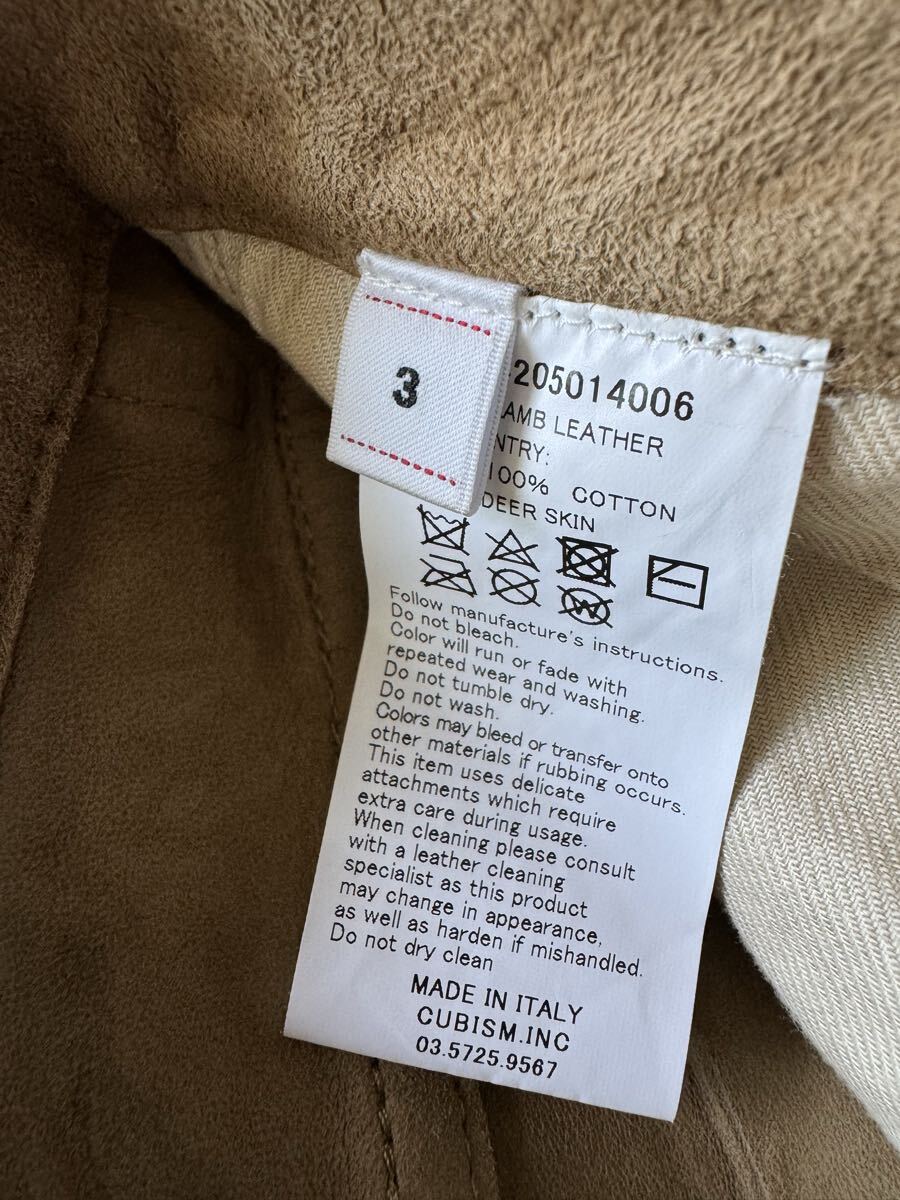 3
205014006
LAMB LEATHER
NTRY:
100% COTTON
DEER SKIN
W
Follow manufacture's instructions.
Do not bleach.
Color will run or fade with
repeated wear and washing.
Do not tumble dry.
Do not wash.
Colors may bleed or transfer onto
other materials if rubbing occurs.
This item uses delicate
attachments which require
extra care during usage.
When cleaning please consult
with a leather cleaning
specialist as this product
may change in appearance,
as well as harden if mishandled.
Do not dry clean
MADE IN ITALY
CUBISM.INC
03.5725.9567